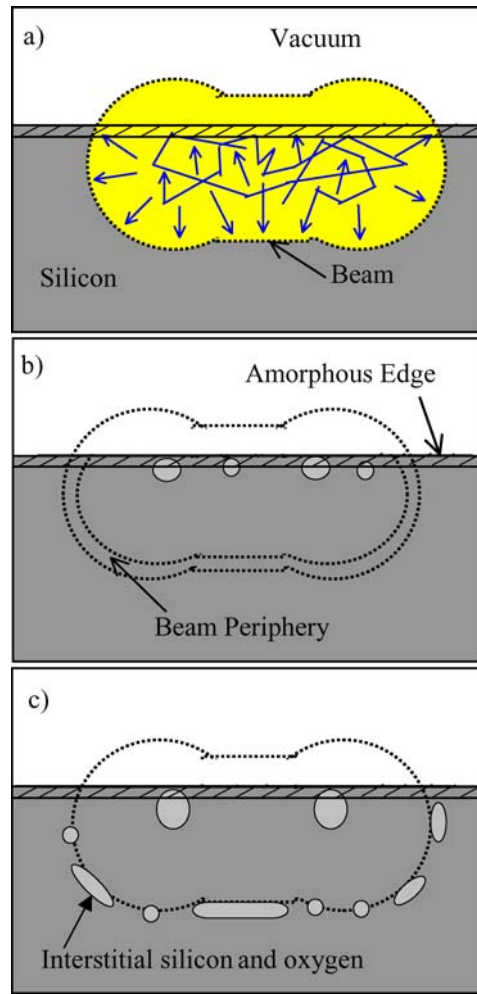 a)
Vacuum
Silicon
Beam
b)
Amorphous Edge
Beam Periphery
c)
Interstitial silicon and oxygen